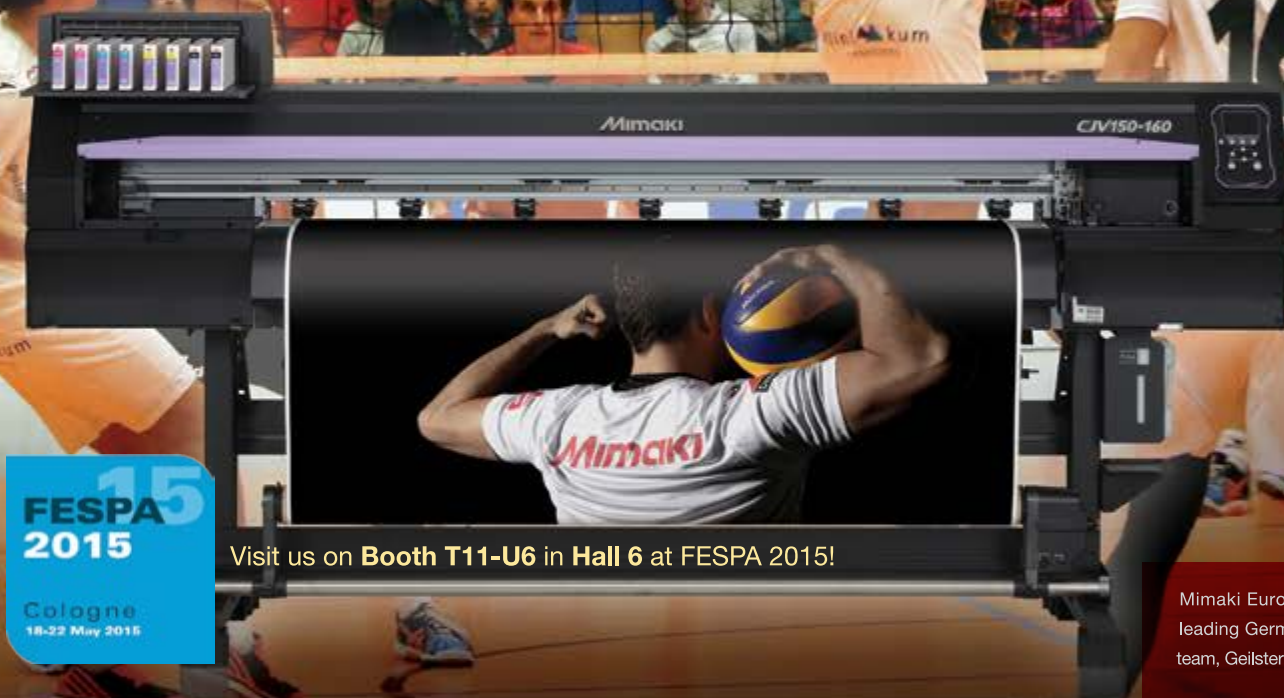 kum
Mimaki
CJV150-160
Mimaki
15
FESPA
2015
Cologne
18-22 May 2015
Visit us on Booth T11-U6 in Hall 6 at FESPA 2015!
Mimaki Euro
leading Germ
team, Geilster